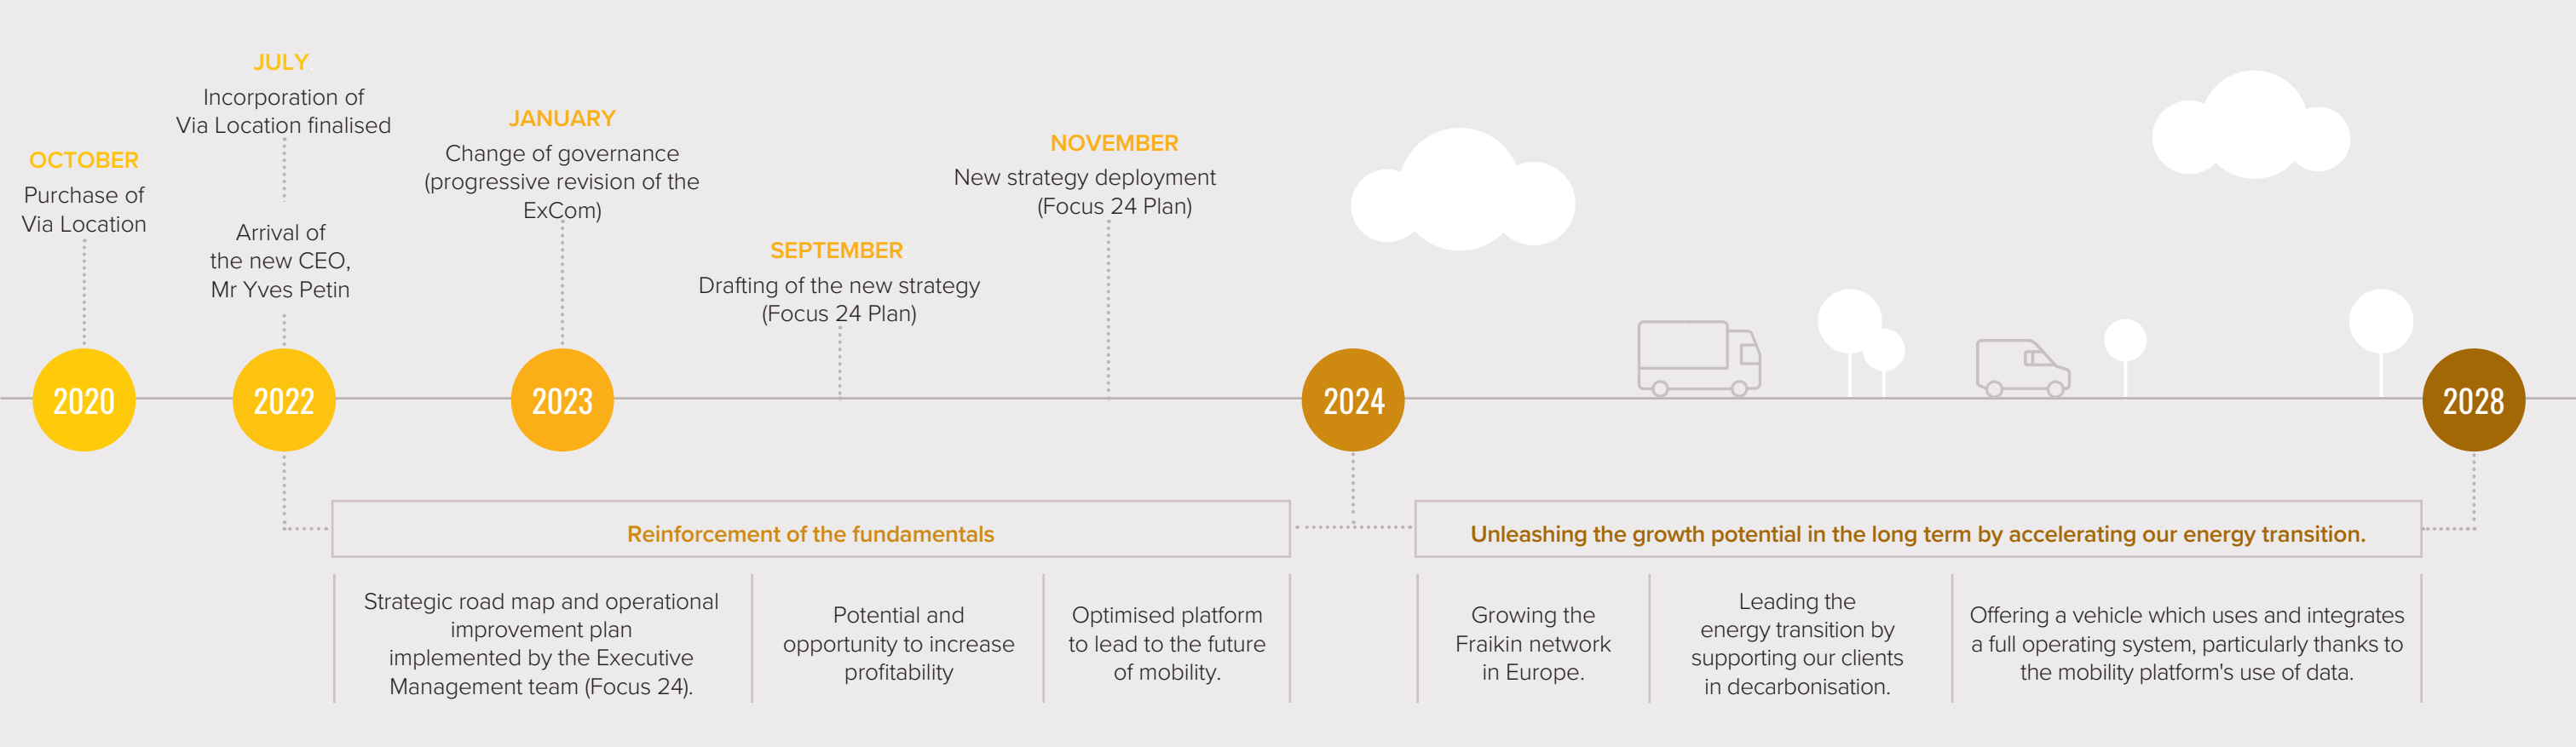 OCTOBER
Purchase of
Via Location
JULY
Incorporation of
Via Location finalised
Arrival of
the new CEO,
Mr Yves Petin
JANUARY
Change of governance
(progressive revision of the
ExCom)
SEPTEMBER
Drafting of the new strategy
(Focus 24 Plan)
NOVEMBER
New strategy deployment
(Focus 24 Plan)
2020
2022
2023
2024
2028
Reinforcement of the fundamentals
Strategic road map and operational
improvement plan
implemented by the Executive
Management team (Focus 24).
Potential and
opportunity to increase
profitability
Optimised platform
to lead to the future
of mobility.
Unleashing the growth potential in the long term by accelerating our energy transition.
Growing the
Fraikin network
in Europe.
Leading the
energy transition by
supporting our clients
in decarbonisation.
Offering a vehicle which uses and integrates
a full operating system, particularly thanks to
the mobility platform's use of data.